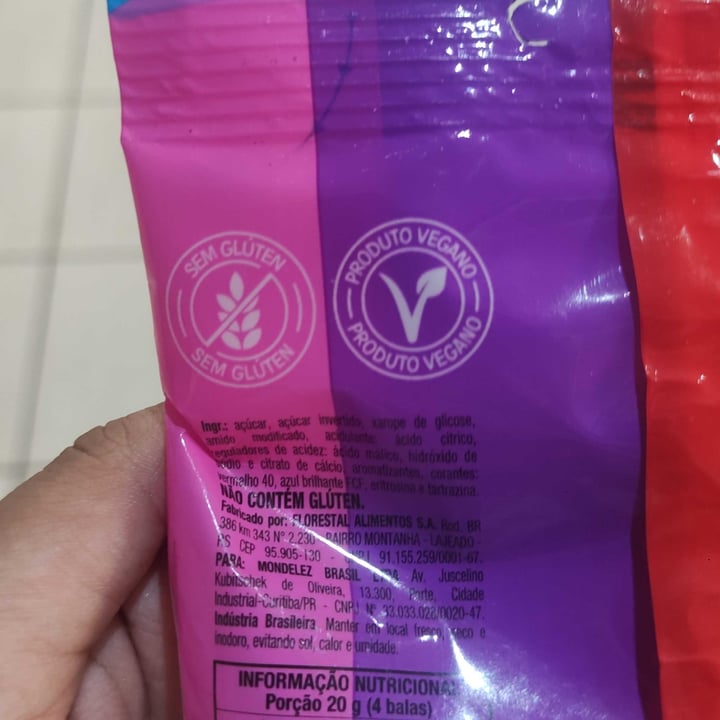 SEM GLÚTEN
SEM GLÚTEN
PRODUTO VEGANO
PRODUTO VEGANO
Ingr.: açúcar, açúcar invertido, xarope de glicose,
amido modificado, acidulante: ácido cítrico,
reguladores de acidez: ácido málico, hidróxido de
sódio e citrato de cálcio, aromatizantes, corantes:
vermelho 40, azul brilhante FCF, eritrosina e tartrazina.
NÃO CONTÉM GLÚTEN.
Fabricado por: FLORESTAL ALIMENTOS S.A. Rod. BR
386 km 343 Nº 2.230 - BAIRRO MONTANHA - LAJEADO -
RS CEP 95.905-130 - CNPJ 91.155.259/0001-67.
PARA: MONDELEZ BRASIL LTDA. Av. Juscelino
Kubitschek de Oliveira, 13.300, Parte, Cidade
Industrial-Curitiba/PR - CNPJ Nº 33.033.028/0020-47.
Indústria Brasileira. Manter em local fresco, seco e
inodoro, evitando sol, calor e umidade.
INFORMAÇÃO NUTRICIONAL
Porção 20 g (4 balas)